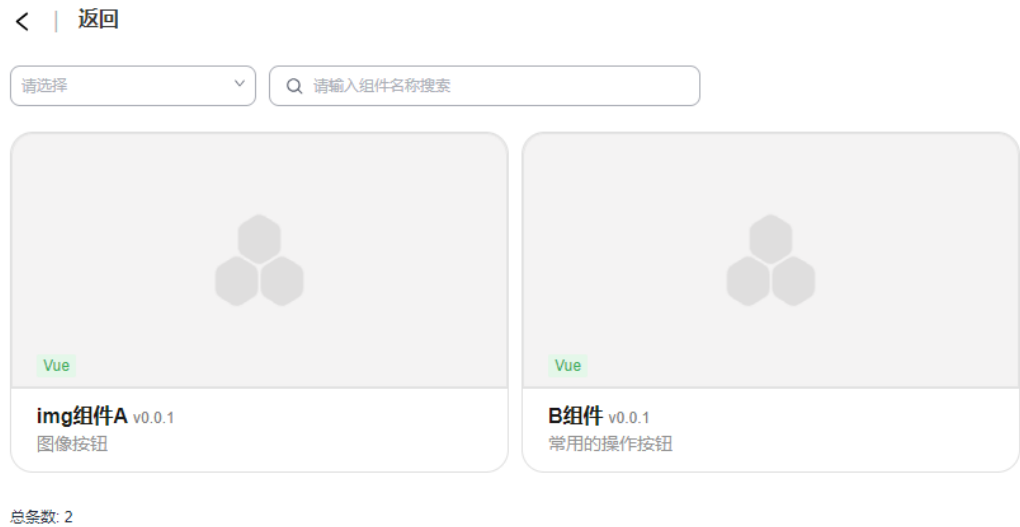 返回
请选择
请输入组件名称搜索
Vue
Vue
img组件A v0.0.1
图像按钮
B组件 v0.0.1
常用的操作按钮
总条数: 2